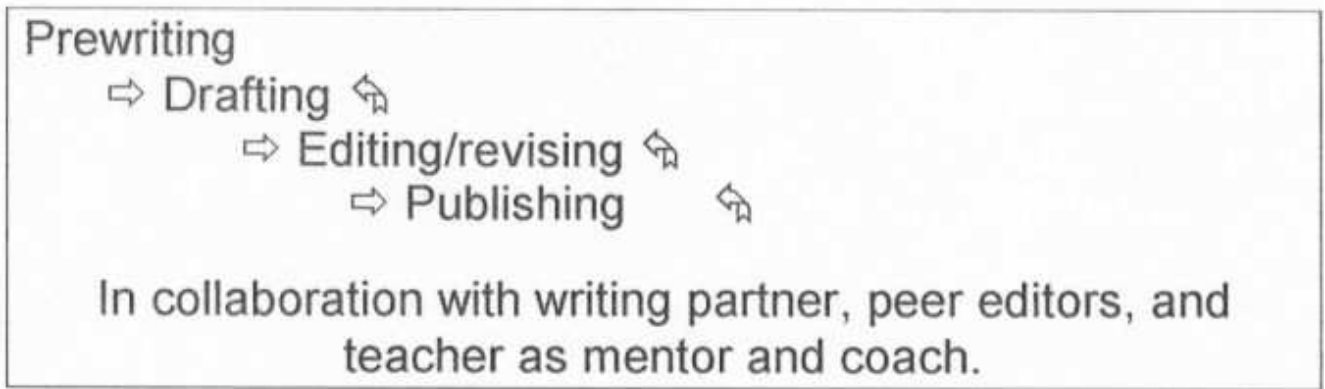 Prewriting
⇨ Drafting
⇨ Editing/revising
⇨ Publishing
In collaboration with writing partner, peer editors, and
teacher as mentor and coach.